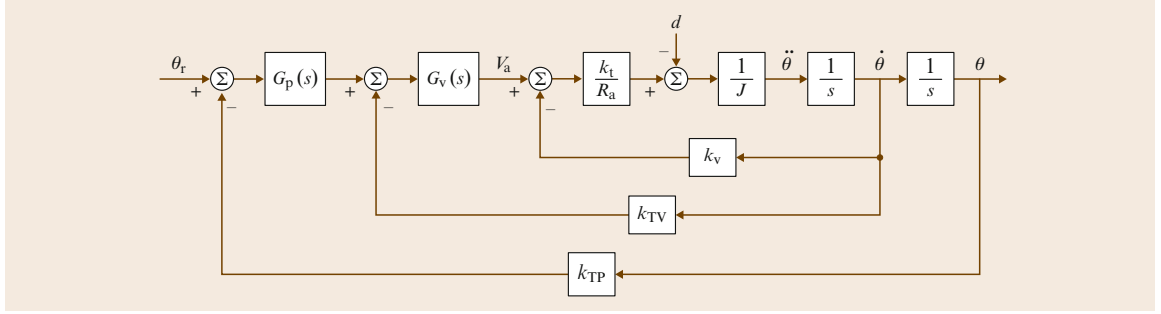 d
θr Σ Gp(s) Σ Gv(s) Va Σ kt/Ra Σ 1/J θ̈ 1/s θ̇ 1/s θ
+ − + − + − + −
kv
kTV
kTP